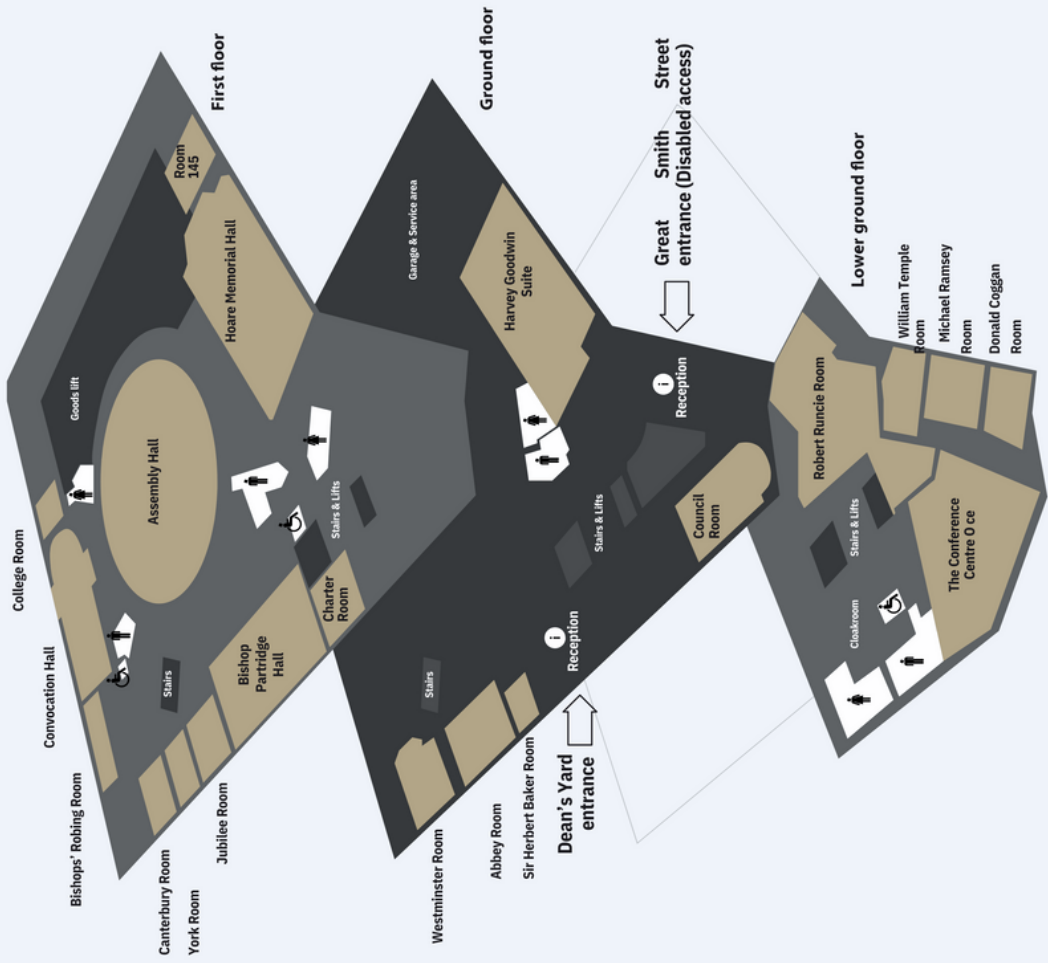 College Room
Convocation Hall
Bishops' Robing Room
Canterbury Room
York Room
Jubilee Room
First floor
Room
145
Hoare Memorial Hall
Goods lift
Assembly Hall
Stairs & Lifts
Charter
Room
Bishop
Partridge
Hall
Stairs
Ground floor
Garage & Service area
Harvey Goodwin
Suite
Great Smith Street
entrance (Disabled access)
i
Reception
Stairs & Lifts
Council
Room
i
Reception
Stairs
Westminster Room
Abbey Room
Sir Herbert Baker Room
Dean's Yard
entrance
Lower ground floor
William Temple
Room
Michael Ramsey
Room
Donald Coggan
Room
Robert Runcie Room
Stairs & Lifts
The Conference
Centre O ce
Cloakroom